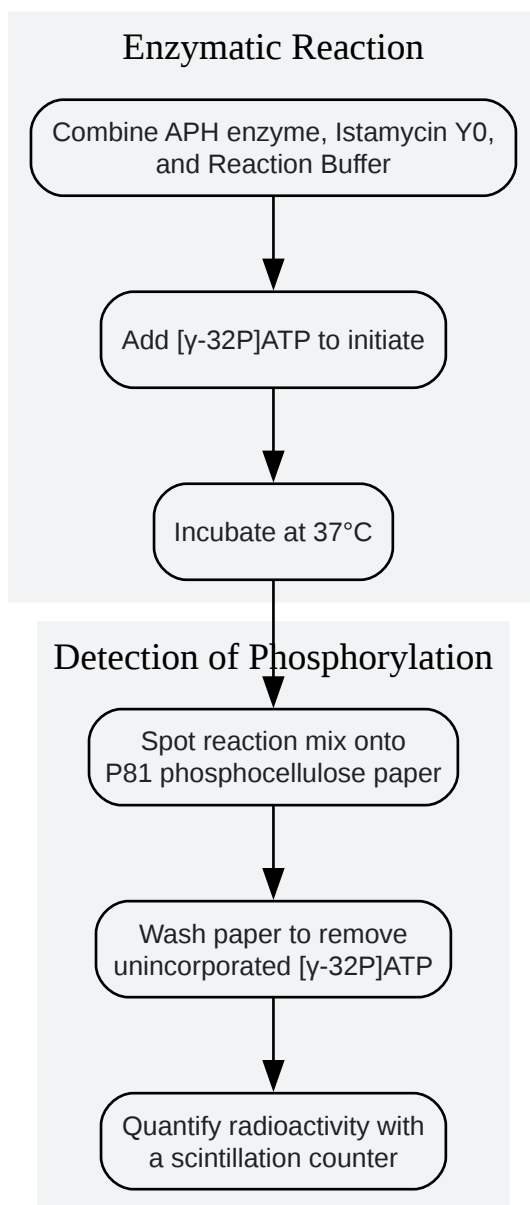 Enzymatic Reaction
Combine APH enzyme, Istamycin Y0,
and Reaction Buffer
Add [γ-32P]ATP to initiate
Incubate at 37°C
Detection of Phosphorylation
Spot reaction mix onto
P81 phosphocellulose paper
Wash paper to remove
unincorporated [γ-32P]ATP
Quantify radioactivity with
a scintillation counter